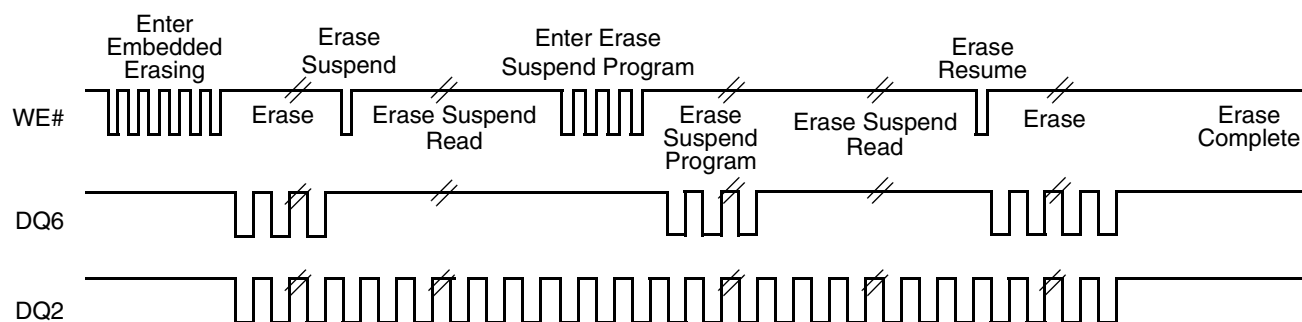 Enter
Embedded
Erasing
Erase
Suspend
Enter Erase
Suspend Program
Erase
Resume
WE#
Erase
Erase Suspend
Read
Erase
Suspend
Program
Erase Suspend
Read
Erase
Erase
Complete
DQ6
DQ2